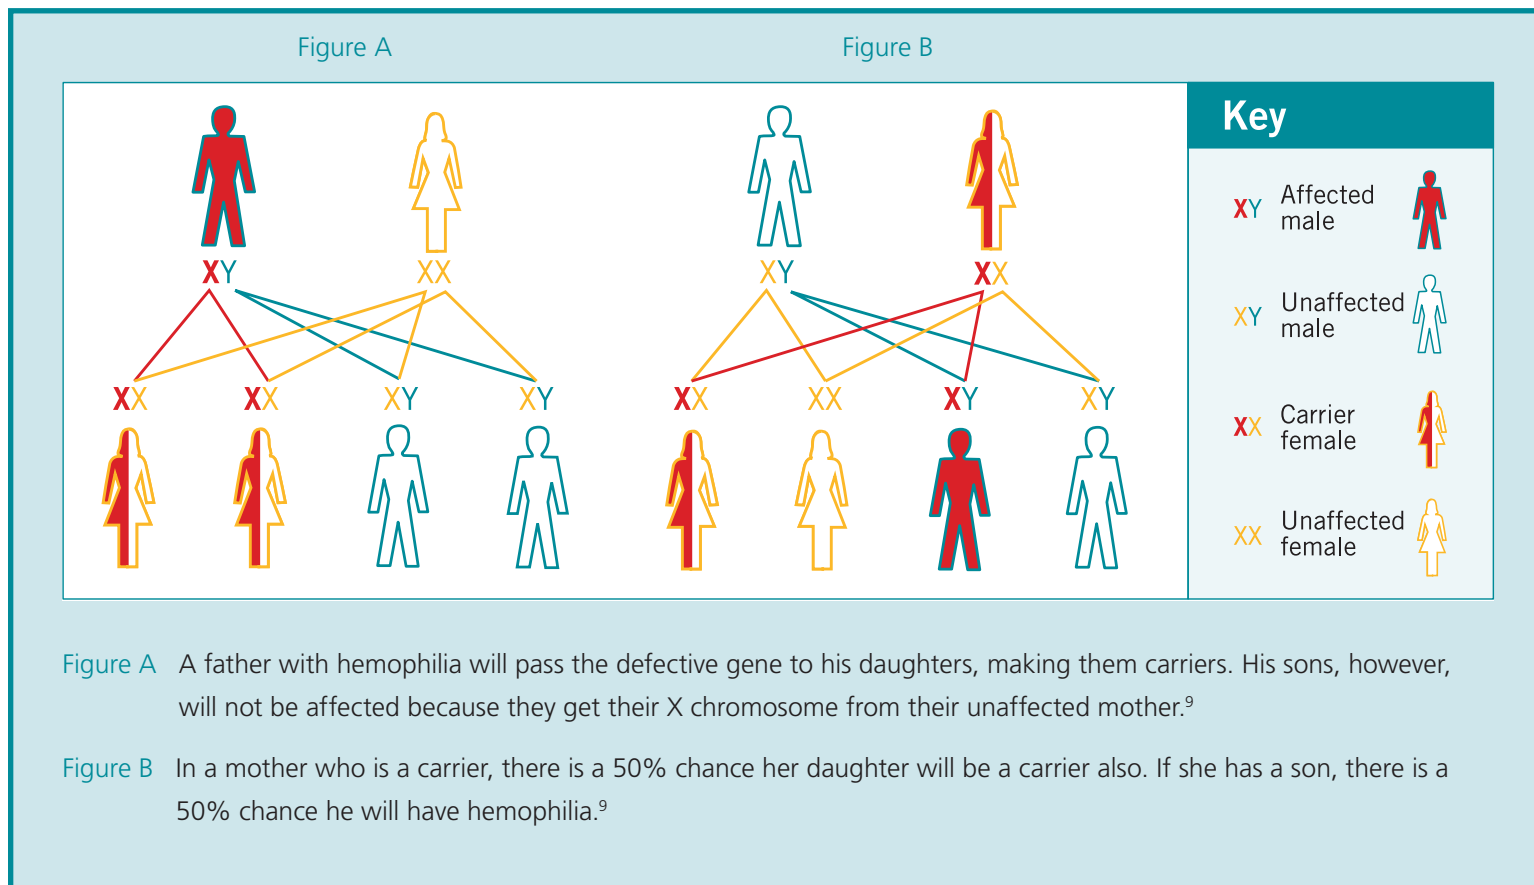 Figure A
Figure B
XY
XX
XY
XX
XX
XX
XY
XY
XX
XX
XY
XY
Key
XY Affected
male
XY Unaffected
male
XX Carrier
female
XX Unaffected
female
Figure A A father with hemophilia will pass the defective gene to his daughters, making them carriers. His sons, however,
will not be affected because they get their X chromosome from their unaffected mother.⁹
Figure B In a mother who is a carrier, there is a 50% chance her daughter will be a carrier also. If she has a son, there is a
50% chance he will have hemophilia.⁹